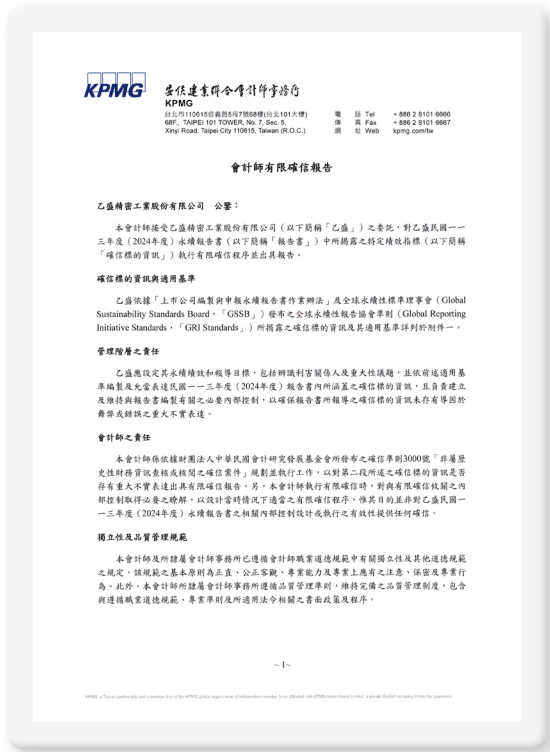 KPMG
安侯建業聯合會計師事務所
KPMG
台北市110615信義路5段7號68樓(台北101大樓)
68F., TAIPEI 101 TOWER, No. 7, Sec. 5,
Xinyi Road, Taipei City 110615, Taiwan (R.O.C.)
電 話 Tel + 886 2 8101 6666
傳 真 Fax + 886 2 8101 6667
網 址 Web kpmg.com/tw
會計師有限確信報告
乙盛精密工業股份有限公司 公鑒：
本會計師接受乙盛精密工業股份有限公司（以下簡稱「乙盛」）之委託，對乙盛民國一一
三年度（2024年度）永續報告書（以下簡稱「報告書」）中所揭露之特定績效指標（以下簡稱
「確信標的資訊」）執行有限確信程序並出具報告。
確信標的資訊與適用基準
乙盛依據「上市公司編製與申報永續報告書作業辦法」及全球永續性標準理事會（Global
Sustainability Standards Board，「GSSB」）發布之全球永續性報告協會準則（Global Reporting
Initiative Standards，「GRI Standards」）所揭露之確信標的資訊及其適用基準詳列於附件一。
管理階層之責任
乙盛應設定其永續績效和報導目標，包括辨識利害關係人及重大性議題，並依前述適用基
準編製及允當表達民國一一三年度（2024年度）報告書內所涵蓋之確信標的資訊，且負責建立
及維持與報告書編製有關之必要內部控制，以確保報告書所報導之確信標的資訊未存有導因於
舞弊或錯誤之重大不實表達。
會計師之責任
本會計師係依據財團法人中華民國會計研究發展基金會所發布之確信準則3000號「非屬歷
史性財務資訊查核或核閱之確信案件」規劃並執行工作，以對第二段所述之確信標的資訊是否
存有重大不實表達出具有限確信報告。另，本會計師執行有限確信時，對與有限確信攸關之內
部控制取得必要之瞭解，以設計當時情況下適當之有限確信程序，惟其目的並非對乙盛民國一
一三年度（2024年度）永續報告書之相關內部控制設計或執行之有效性提供任何確信。
獨立性及品質管理規範
本會計師及所隸屬會計師事務所已遵循會計師職業道德規範中有關獨立性及其他道德規範
之規定，該規範之基本原則為正直、公正客觀、專業能力及專業上應有之注意、保密及專業行
為。此外，本會計師所隸屬會計師事務所遵循品質管理準則，維持完備之品質管理制度，包含
與遵循職業道德規範、專業準則及所適用法令相關之書面政策及程序。
~ 1 ~
KPMG, a Taiwan partnership and a member firm of the KPMG global organization of independent member firms affiliated with KPMG International Limited, a private English company limited by guarantee.